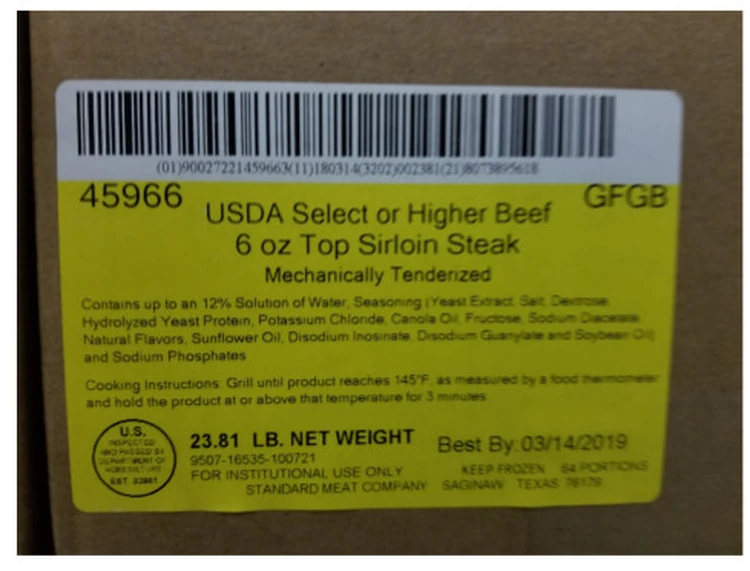 (01)90027221459663(11)180314(3202)002381(21)8073895618
45966
GFGB
USDA Select or Higher Beef
6 oz Top Sirloin Steak
Mechanically Tenderized
Contains up to an 12% Solution of Water, Seasoning (Yeast Extract, Salt, Dextrose,
Hydrolyzed Yeast Protein, Potassium Chloride, Canola Oil, Fructose, Sodium Diacetate,
Natural Flavors, Sunflower Oil, Disodium Inosinate, Disodium Guanylate and Soybean Oil)
and Sodium Phosphates
Cooking Instructions: Grill until product reaches 145°F, as measured by a food thermometer
and hold the product at or above that temperature for 3 minutes
U.S.
INSPECTED
AND PASSED BY
DEPARTMENT OF
AGRICULTURE
EST.
23.81 LB. NET WEIGHT
Best By: 03/14/2019
9507-16535-100721
FOR INSTITUTIONAL USE ONLY
KEEP FROZEN 64 PORTIONS
STANDARD MEAT COMPANY SAGINAW TEXAS 76179